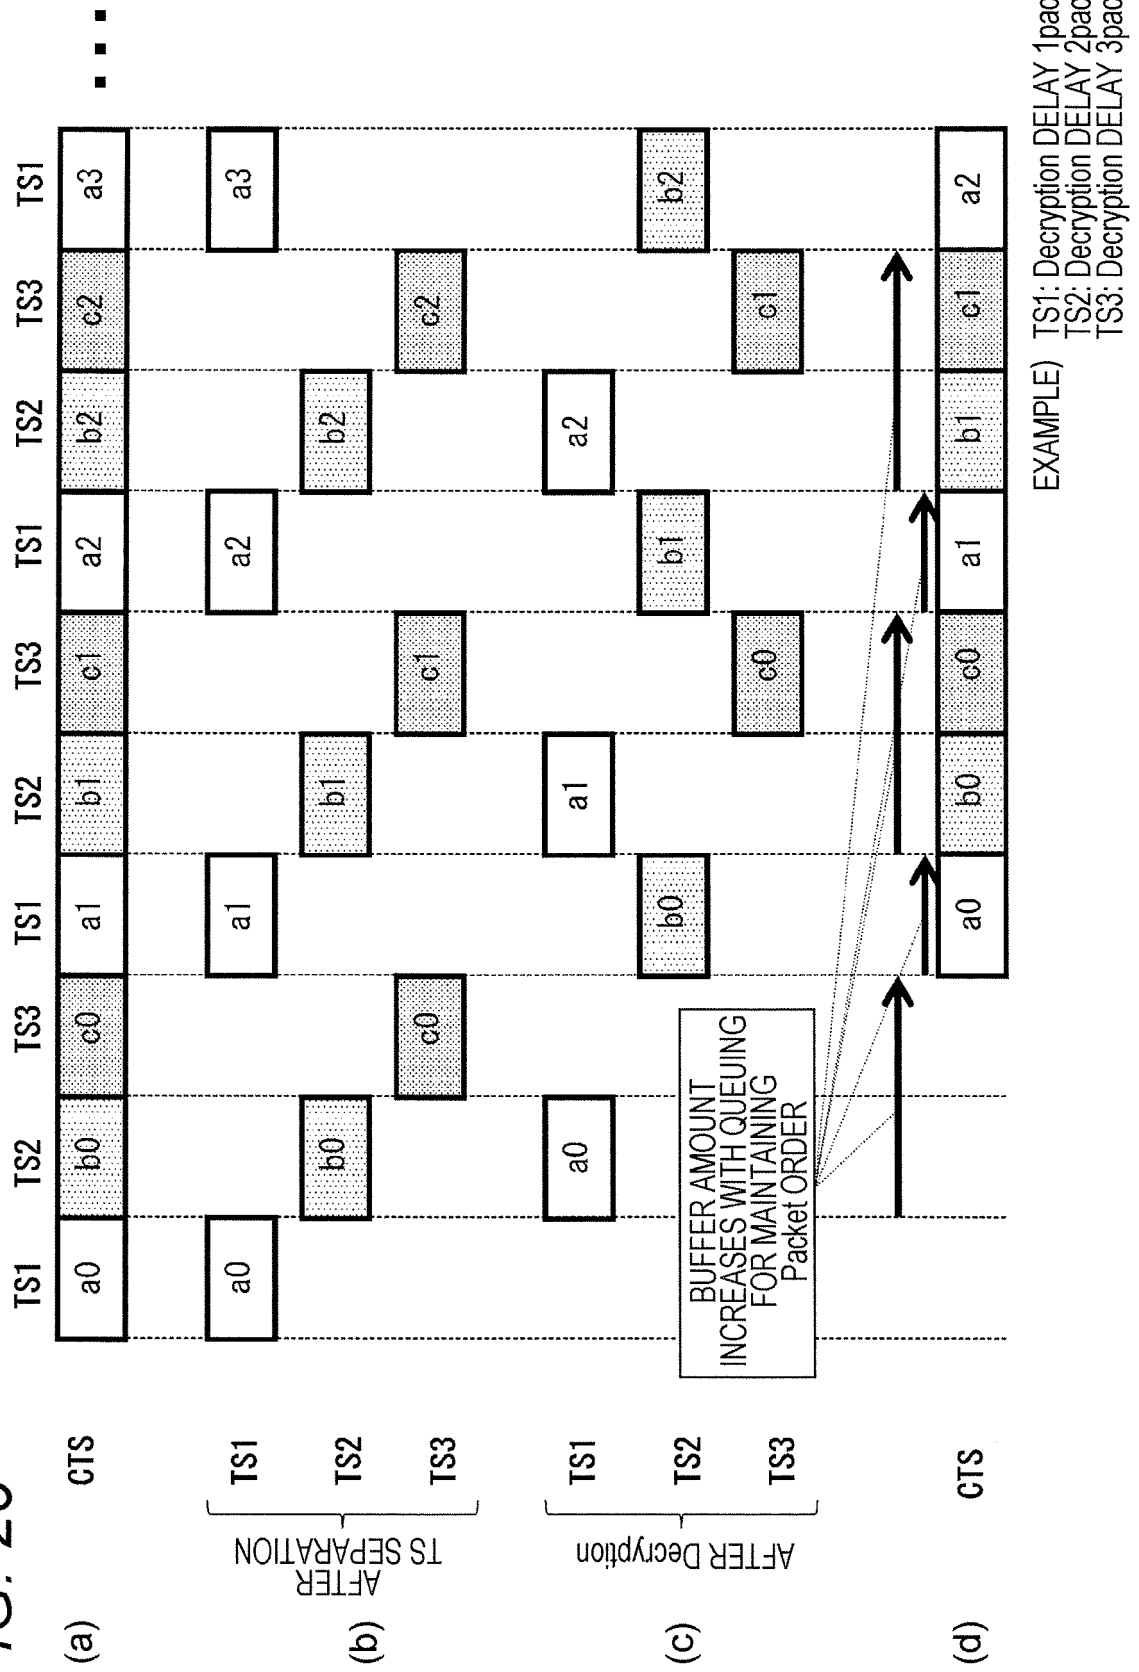 TS1 TS2 TS3 TS1 TS2 TS3 TS1 TS2 TS3 TS1
(a) CTS a0 b0 c0 a1 b1 c1 a2 b2 c2 a3 ...
(b) AFTER
TS SEPARATION
TS1 a0 a1 a2 a3
TS2 b0 b1 b2
TS3 c0 c1 c2
(c) AFTER Decryption
TS1 a0 a1 a2
TS2 b0 b1 b2
TS3 c0 c1
BUFFER AMOUNT
INCREASES WITH QUEUING
FOR MAINTAINING
Packet ORDER
(d) CTS a0 b0 c0 a1 b1 c1 a2
EXAMPLE) TS1: Decryption DELAY 1pac
TS2: Decryption DELAY 2pac
TS3: Decryption DELAY 3pac